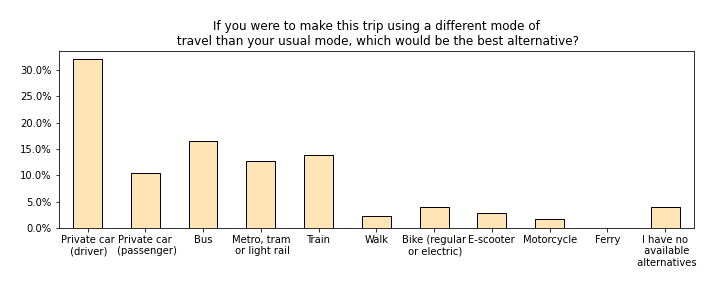 If you were to make this trip using a different mode of
travel than your usual mode, which would be the best alternative?
30.0%
25.0%
20.0%
15.0%
10.0%
5.0%
0.0%
Private car
(driver)
Private car
(passenger)
Bus
Metro, tram
or light rail
Train
Walk
Bike (regular
or electric)
E-scooter
Motorcycle
Ferry
I have no
available
alternatives